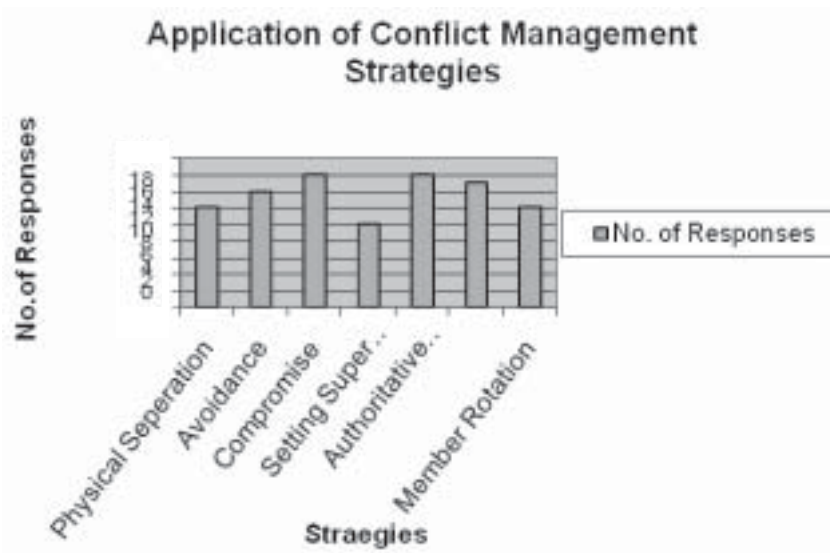 Application of Conflict Management
Strategies
No.of Responses
No. of Responses
Physical Seperation
Avoidance
Compromise
Setting Super..
Authoritative..
Member Rotation
Straegies